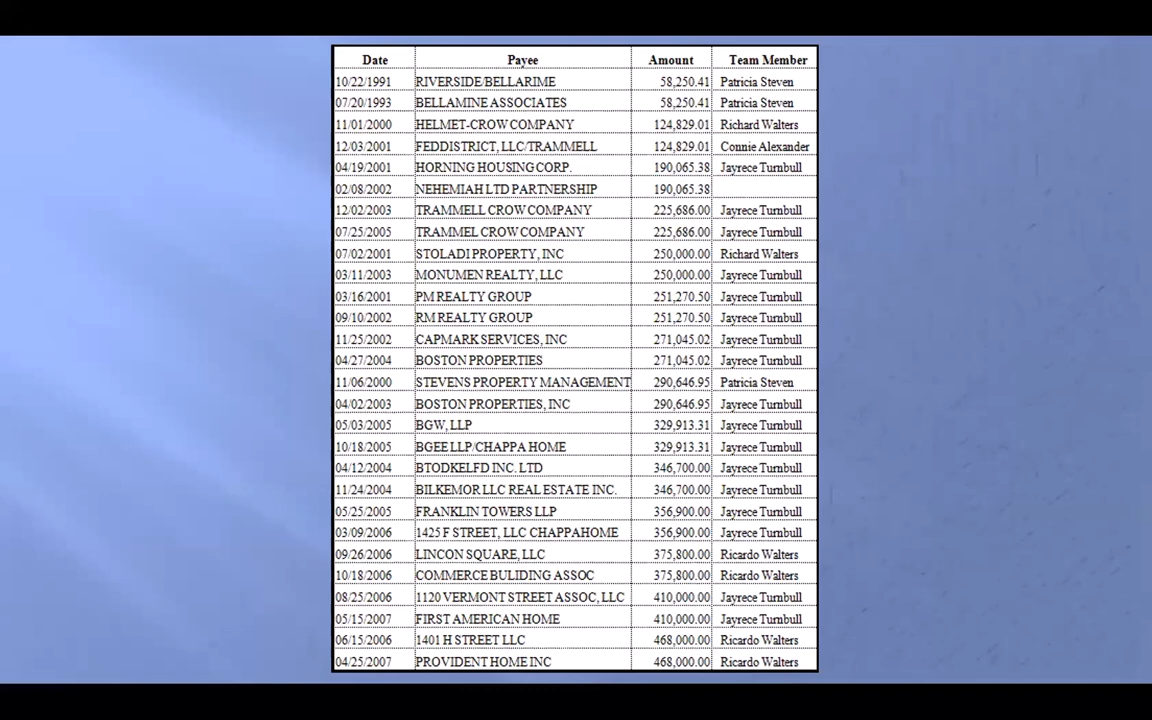 Date Payee Amount Team Member
10/22/1991 RIVERSIDE/BELLARIME 58,250.41 Patricia Steven
07/20/1993 BELLAMINE ASSOCIATES 58,250.41 Patricia Steven
11/01/2000 HELMET-CROW COMPANY 124,829.01 Richard Walters
12/03/2001 FEDDISTRICT, LLC/TRAMMELL 124,829.01 Connie Alexander
04/19/2001 HORNING HOUSING CORP. 190,065.38 Jayrece Turnbull
02/08/2002 NEHEMIAH LTD PARTNERSHIP 190,065.38
12/02/2003 TRAMMELL CROW COMPANY 225,686.00 Jayrece Turnbull
07/25/2005 TRAMMEL CROW COMPANY 225,686.00 Jayrece Turnbull
07/02/2001 STOLADI PROPERTY, INC 250,000.00 Richard Walters
03/11/2003 MONUMEN REALTY, LLC 250,000.00 Jayrece Turnbull
03/16/2001 PM REALTY GROUP 251,270.50 Jayrece Turnbull
09/10/2002 RM REALTY GROUP 251,270.50 Jayrece Turnbull
11/25/2002 CAPMARK SERVICES, INC 271,045.02 Jayrece Turnbull
04/27/2004 BOSTON PROPERTIES 271,045.02 Jayrece Turnbull
11/06/2000 STEVENS PROPERTY MANAGEMENT 290,646.95 Patricia Steven
04/02/2003 BOSTON PROPERTIES, INC 290,646.95 Jayrece Turnbull
05/03/2005 BGW, LLP 329,913.31 Jayrece Turnbull
10/18/2005 BGEE LLP/CHAPPA HOME 329,913.31 Jayrece Turnbull
04/12/2004 BTODKELFD INC. LTD 346,700.00 Jayrece Turnbull
11/24/2004 BILKEMOR LLC REAL ESTATE INC. 346,700.00 Jayrece Turnbull
05/25/2005 FRANKLIN TOWERS LLP 356,900.00 Jayrece Turnbull
03/09/2006 1425 F STREET, LLC CHAPPAHOME 356,900.00 Jayrece Turnbull
09/26/2006 LINCON SQUARE, LLC 375,800.00 Ricardo Walters
10/18/2006 COMMERCE BULIDING ASSOC 375,800.00 Ricardo Walters
08/25/2006 1120 VERMONT STREET ASSOC, LLC 410,000.00 Jayrece Turnbull
05/15/2007 FIRST AMERICAN HOME 410,000.00 Jayrece Turnbull
06/15/2006 1401 H STREET LLC 468,000.00 Ricardo Walters
04/25/2007 PROVIDENT HOME INC 468,000.00 Ricardo Walters